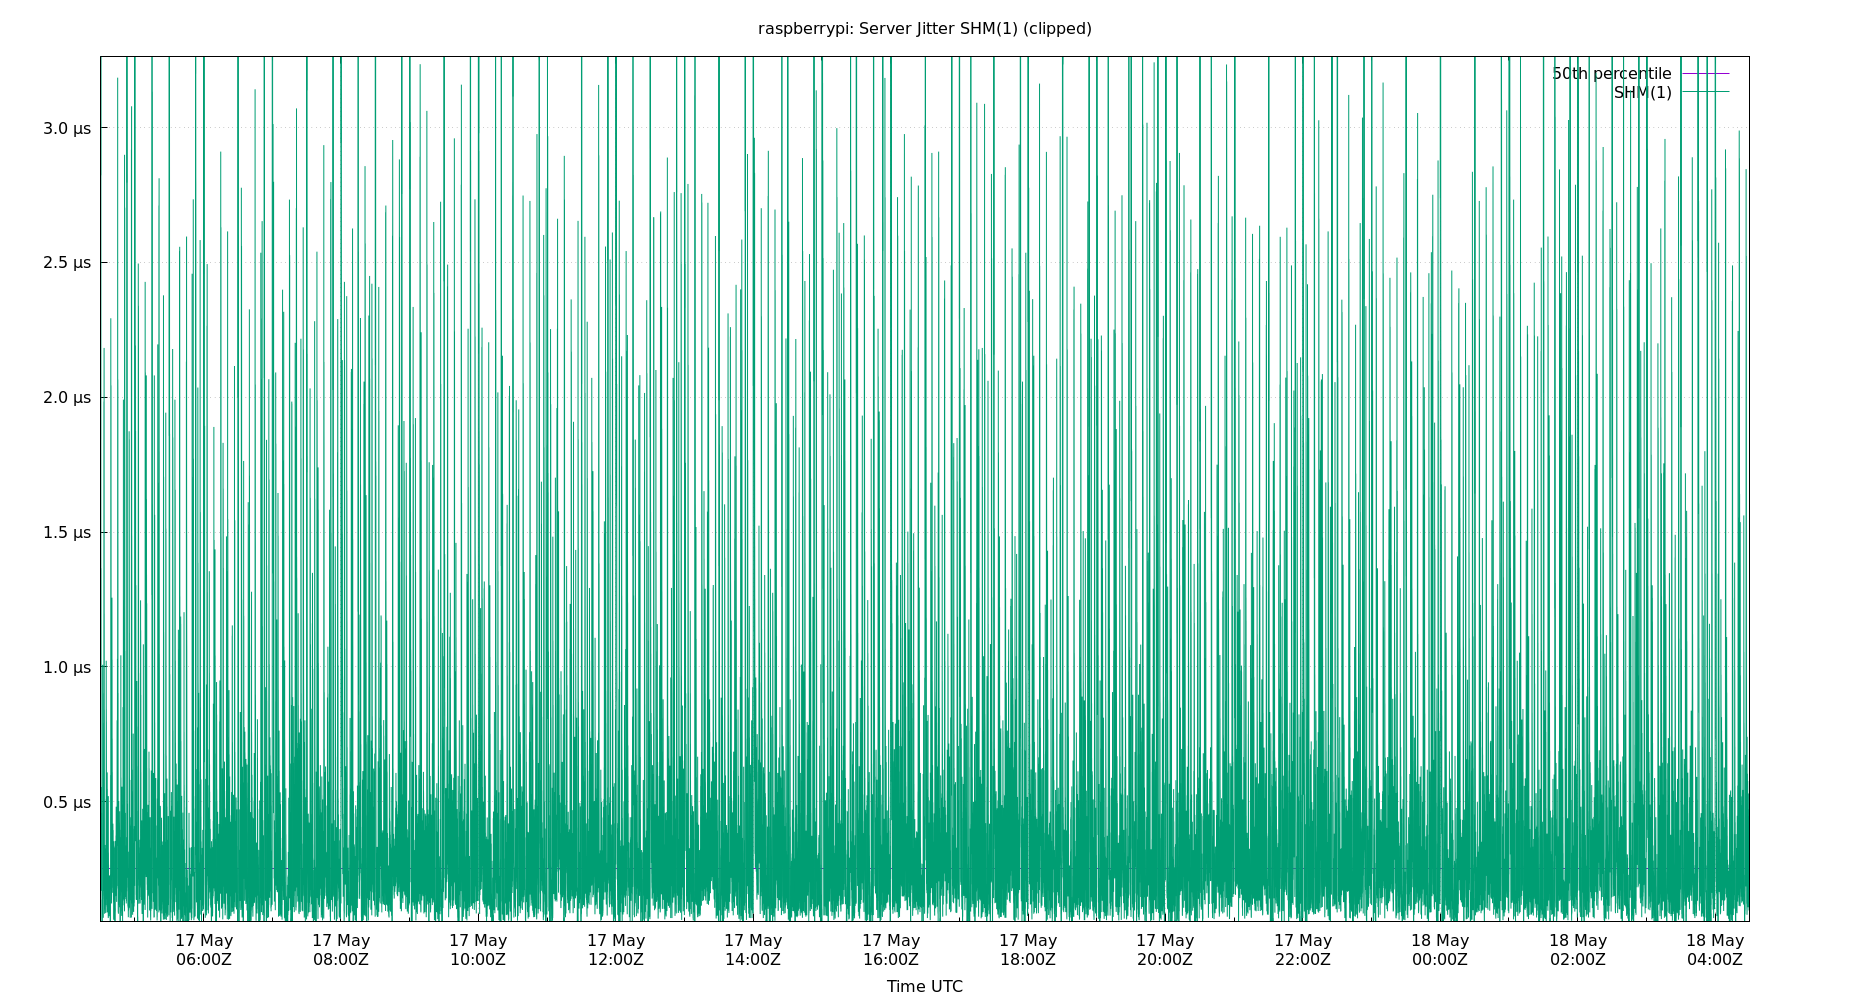 raspberrypi: Server Jitter SHM(1) (clipped)
50th percentile
SHM(1)
3.0 µs
2.5 µs
2.0 µs
1.5 µs
1.0 µs
0.5 µs
17 May 17 May 17 May 17 May 17 May 17 May 17 May 17 May 17 May 18 May 18 May 18 May
06:00Z 08:00Z 10:00Z 12:00Z 14:00Z 16:00Z 18:00Z 20:00Z 22:00Z 00:00Z 02:00Z 04:00Z
Time UTC